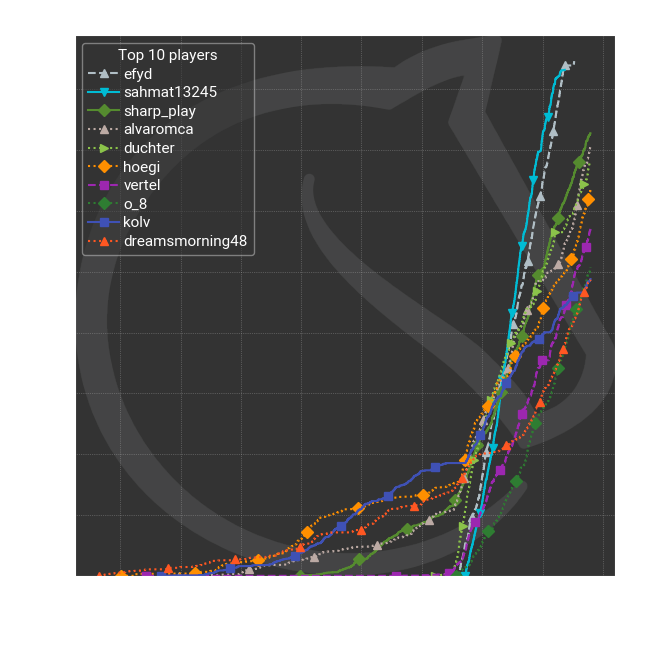 Top 10 players
efyd
sahmat13245
sharp_play
alvaromca
duchter
hoegi
vertel
o_8
kolv
dreamsmorning48